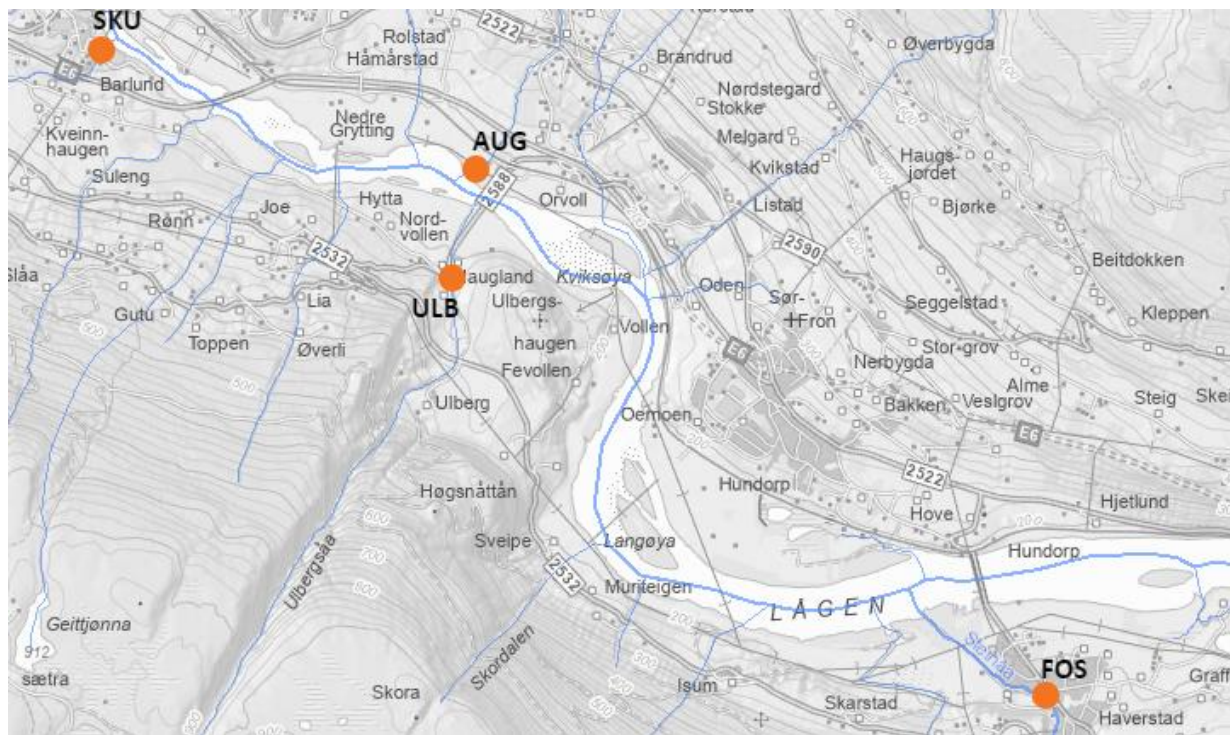 SKU
2522
Rolstad
Håmårstad
Brandrud
Øverbygda
E6
Barlund
Nørdstegard
Stokke
Nedre
Grytting
Melgard
AUG
Kveinn-
haugen
Kvikstad
Haugs-
jordet
Suleng
Hytta
2588
Orvoll
Listad
Bjørke
Rønn
Joe
Nord-
vollen
2532
2590
Beitdokken
Slåa
Kviksøya
Haugland
Lia
ULB
Ulbergs-
haugen
Oden
Sør-
Fron
Seggelstad
Kleppen
Gutu
Toppen
Øverli
Vollen
E6
Stor-grov
Nerbygda
Fevollen
Alme
500
Ulberg
Oemoen
Bakken
Veslgrov
Steig
E6
2522
Hundorp
Høgsnåttån
Hove
Hjetlund
Sveipe
Langøya
Hundorp
2532
Muriteigen
LÅGEN
Ulbergsåa
Geittjønna
912
sætra
Skordalen
Steinåa
FOS
Isum
Skora
Skarstad
Graff
Haverstad